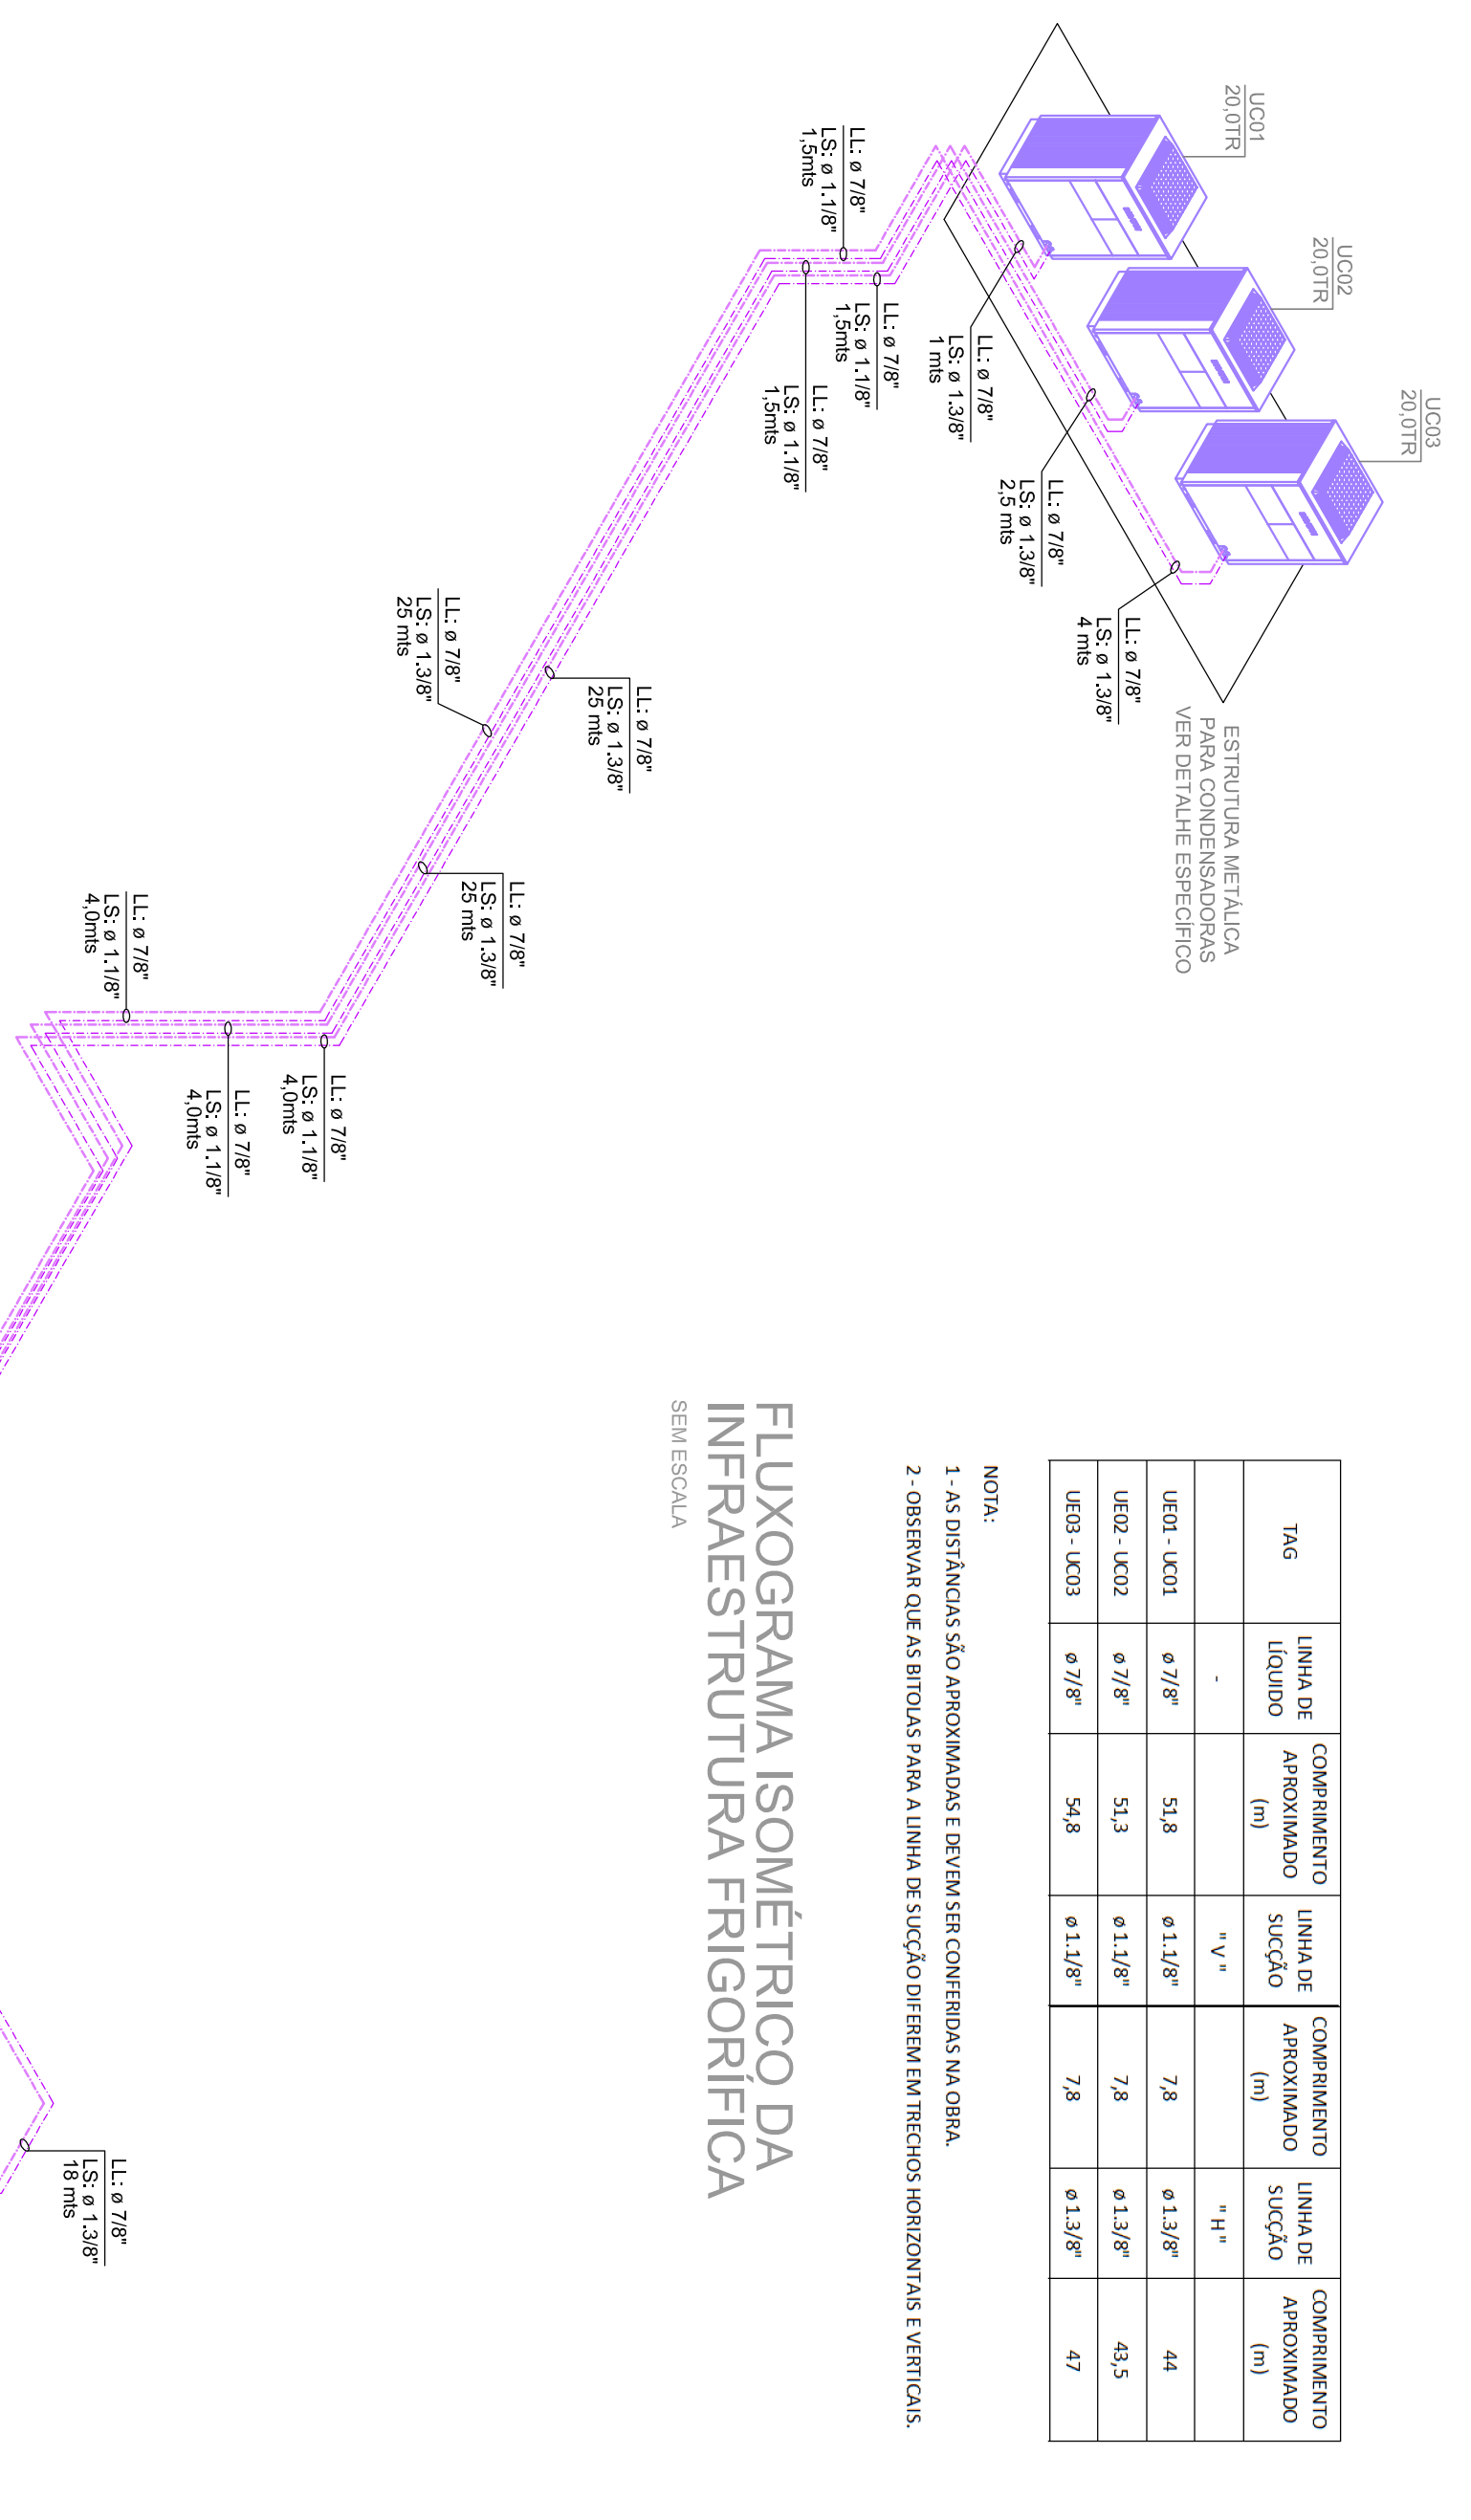 UC01
20,0TR
UC02
20,0TR
UC03
20,0TR
LL: ø 7/8"
LS: ø 1.1/8"
1,5mts
LL: ø 7/8"
LS: ø 1.1/8"
1,5mts
LL: ø 7/8"
LS: ø 1.1/8"
1,5mts
LL: ø 7/8"
LS: ø 1.3/8"
1 mts
LL: ø 7/8"
LS: ø 1.3/8"
2,5 mts
LL: ø 7/8"
LS: ø 1.3/8"
4 mts
ESTRUTURA METÁLICA
PARA CONDENSADORAS
VER DETALHE ESPECÍFICO
LL: ø 7/8"
LS: ø 1.3/8"
25 mts
LL: ø 7/8"
LS: ø 1.3/8"
25 mts
LL: ø 7/8"
LS: ø 1.3/8"
25 mts
LL: ø 7/8"
LS: ø 1.1/8"
4,0mts
LL: ø 7/8"
LS: ø 1.1/8"
4,0mts
LL: ø 7/8"
LS: ø 1.1/8"
4,0mts
TAG LINHA DE LÍQUIDO COMPRIMENTO APROXIMADO (m) LINHA DE SUCÇÃO COMPRIMENTO APROXIMADO (m) LINHA DE SUCÇÃO COMPRIMENTO APROXIMADO (m)
- " V " " H "
UE01 - UC01 ø 7/8" 51,8 ø 1.1/8" 7,8 ø 1.3/8" 44
UE02 - UC02 ø 7/8" 51,3 ø 1.1/8" 7,8 ø 1.3/8" 43,5
UE03 - UC03 ø 7/8" 54,8 ø 1.1/8" 7,8 ø 1.3/8" 47
NOTA:
1 - AS DISTÂNCIAS SÃO APROXIMADAS E DEVEM SER CONFERIDAS NA OBRA.
2 - OBSERVAR QUE AS BITOLAS PARA A LINHA DE SUCÇÃO DIFEREM EM TRECHOS HORIZONTAIS E VERTICAIS.
FLUXOGRAMA ISOMÉTRICO DA
INFRAESTRUTURA FRIGORÍFICA
SEM ESCALA
LL: ø 7/8"
LS: ø 1.3/8"
18 mts